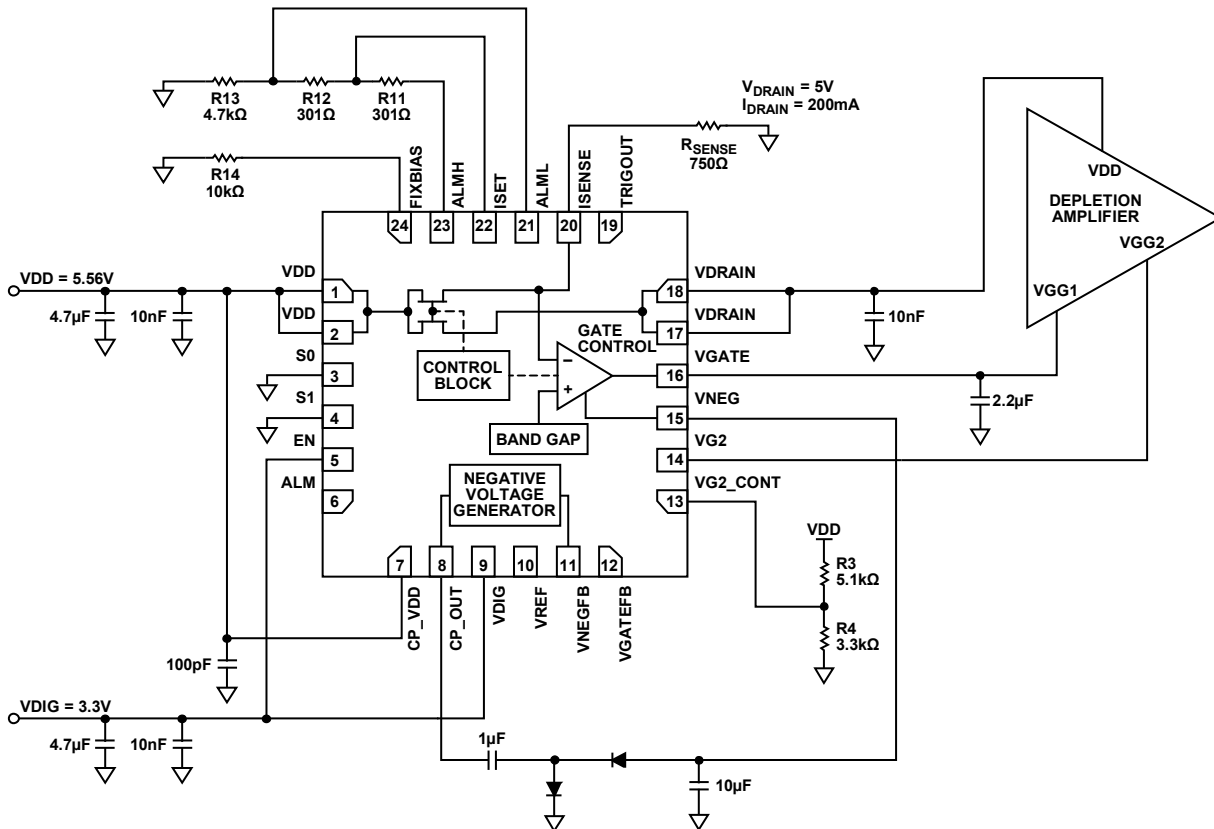 R13
4.7kΩ
R12
301Ω
R11
301Ω
R14
10kΩ
VDRAIN = 5V
IDRAIN = 200mA
RSENSE
750Ω
FIXBIAS
ALMH
ISET
ALML
ISENSE
TRIGOUT
24
23
22
21
20
19
VDD
DEPLETION
AMPLIFIER
VGG2
VGG1
VDD = 5.56V
4.7µF
10nF
VDD
1
VDD
2
S0
3
S1
4
EN
5
ALM
6
CONTROL
BLOCK
GATE
CONTROL
–
+
BAND GAP
NEGATIVE
VOLTAGE
GENERATOR
VDRAIN
18
VDRAIN
17
VGATE
16
VNEG
15
VG2
14
VG2_CONT
13
10nF
2.2µF
VDD
R3
5.1kΩ
R4
3.3kΩ
7
8
9
10
11
12
CP_VDD
CP_OUT
VDIG
VREF
VNEGFB
VGATEFB
100pF
VDIG = 3.3V
4.7µF
10nF
1µF
10µF